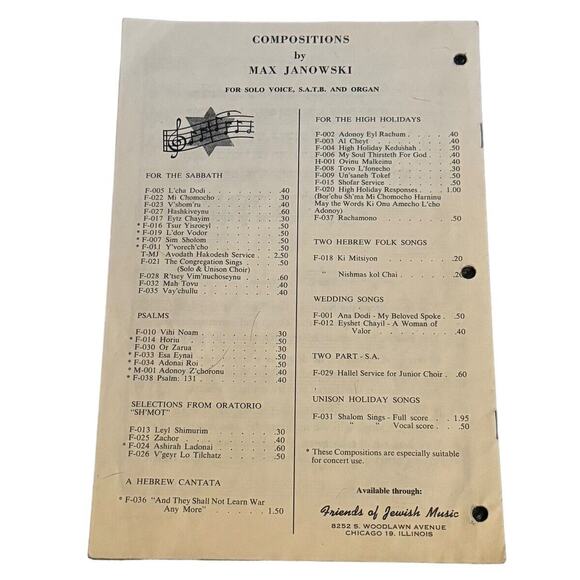 COMPOSITIONS
by
MAX JANOWSKI
FOR SOLO VOICE, S.A.T.B. AND ORGAN
FOR THE SABBATH
F-005 L'cha Dodi . . . . . . . . .40
F-022 Mi Chomocho . . . . . . .30
F-023 V'shom'ru . . . . . . . . .40
F-027 Hashkiveynu . . . . . . . .60
F-017 Eytz Chayim . . . . . . . .30
* F-016 Tsur Yisroeyl . . . . . . .50
* F-019 L'dor Vodor . . . . . . . .50
* F-007 Sim Sholom . . . . . . . .50
* F-011 Y'vorech'cho . . . . . . .50
T-MJ Avodath Hakodesh Service . . 2.50
F-021 The Congregation Sings . . .50
(Solo & Unison Choir)
F-028 R'tsey Vim'nuchoseynu . . . .60
F-032 Mah Tovu . . . . . . . . .40
F-035 Vay'chullu . . . . . . . . .40
PSALMS
F-010 Vihi Noam . . . . . . . . .30
* F-014 Horiu . . . . . . . . . . .50
F-030 Or Zarua . . . . . . . . .30
* F-033 Esa Eynai . . . . . . . . .50
* F-034 Adonai Roi . . . . . . . .50
* M-001 Adonoy Z'choronu . . . . .40
* F-038 Psalm: 131 . . . . . . . .40
SELECTIONS FROM ORATORIO
"SH'MOT"
F-013 Leyl Shimurim . . . . . . .30
F-025 Zachor . . . . . . . . . .40
* F-024 Ashirah Ladonai . . . . . .60
F-026 V'geyr Lo Tilchatz . . . . .50
A HEBREW CANTATA
* F-036 "And They Shall Not Learn War
Any More" . . . . . . . 1.50
FOR THE HIGH HOLIDAYS
F-002 Adonoy Eyl Rachum . . . . .40
F-003 Al Cheyt . . . . . . . . .40
F-004 High Holiday Kedushah . . .50
F-006 My Soul Thirsteth For God . .40
H-001 Ovinu Malkeinu . . . . . .40
F-008 Tovo L'fonecho . . . . . .30
F-009 Un'saneh Tokef . . . . . .50
F-015 Shofar Service . . . . . .50
F-020 High Holiday Responses . . 1.00
(Bor'chu Sh'ma Mi Chomocho Harninu
May the Words Ki Onu Amecho L'cho
Adonoy)
F-037 Rachamono . . . . . . . .50
TWO HEBREW FOLK SONGS
F-018 Ki Mitsiyon . . . . . . . .20
" Nishmas kol Chai . . . . . .20
WEDDING SONGS
F-001 Ana Dodi - My Beloved Spoke . .50
F-012 Eyshet Chayil - A Woman of
Valor . . . . . . . . .40
TWO PART - S.A.
F-029 Hallel Service for Junior Choir . .60
UNISON HOLIDAY SONGS
F-031 Shalom Sings - Full score . . 1.95
" " Vocal score . .50
* These Compositions are especially suitable
for concert use.
Available through:
Friends of Jewish Music
8252 S. WOODLAWN AVENUE
CHICAGO 19, ILLINOIS